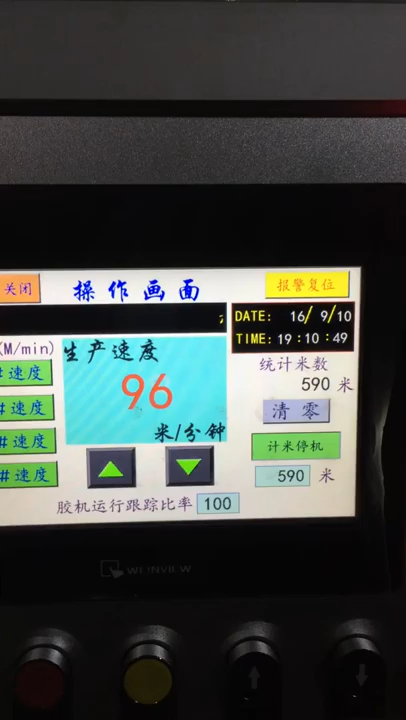 关闭
操作画面
报警复位
DATE: 16/ 9/10
TIME: 19:10:49
(M/min)
生产速度
统计米数
#速度
96
590 米
#速度
清零
#速度
米/分钟
计米停机
#速度
590 米
胶机运行跟踪比率 100
WEINVIEW